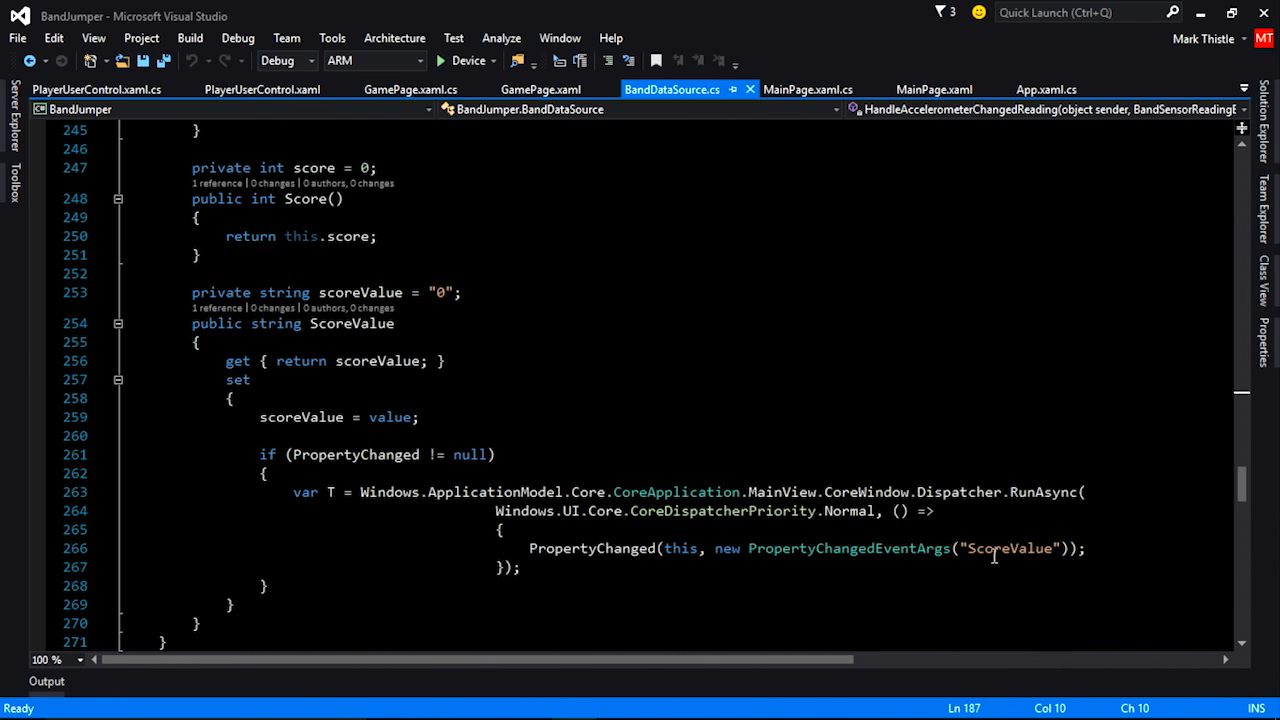 BandJumper - Microsoft Visual Studio
3
Quick Launch (Ctrl+Q)
File Edit View Project Build Debug Team Tools Architecture Test Analyze Window Help
Mark Thistle MT
Debug ARM Device
PlayerUserControl.xaml.cs PlayerUserControl.xaml GamePage.xaml.cs GamePage.xaml BandDataSource.cs MainPage.xaml.cs MainPage.xaml App.xaml.cs
BandJumper BandJumper.BandDataSource HandleAccelerometerChangedReading(object sender, BandSensorReadingE
Server Explorer
Toolbox
Solution Explorer
Team Explorer
Class View
Properties
245 }
246
247 private int score = 0;
1 reference | 0 changes | 0 authors, 0 changes
248 public int Score()
249 {
250 return this.score;
251 }
252
253 private string scoreValue = "0";
1 reference | 0 changes | 0 authors, 0 changes
254 public string ScoreValue
255 {
256 get { return scoreValue; }
257 set
258 {
259 scoreValue = value;
260
261 if (PropertyChanged != null)
262 {
263 var T = Windows.ApplicationModel.Core.CoreApplication.MainView.CoreWindow.Dispatcher.RunAsync(
264 Windows.UI.Core.CoreDispatcherPriority.Normal, () =>
265 {
266 PropertyChanged(this, new PropertyChangedEventArgs("ScoreValue"));
267 });
268 }
269 }
270 }
271 }
100 %
Output
Ready Ln 187 Col 10 Ch 10 INS